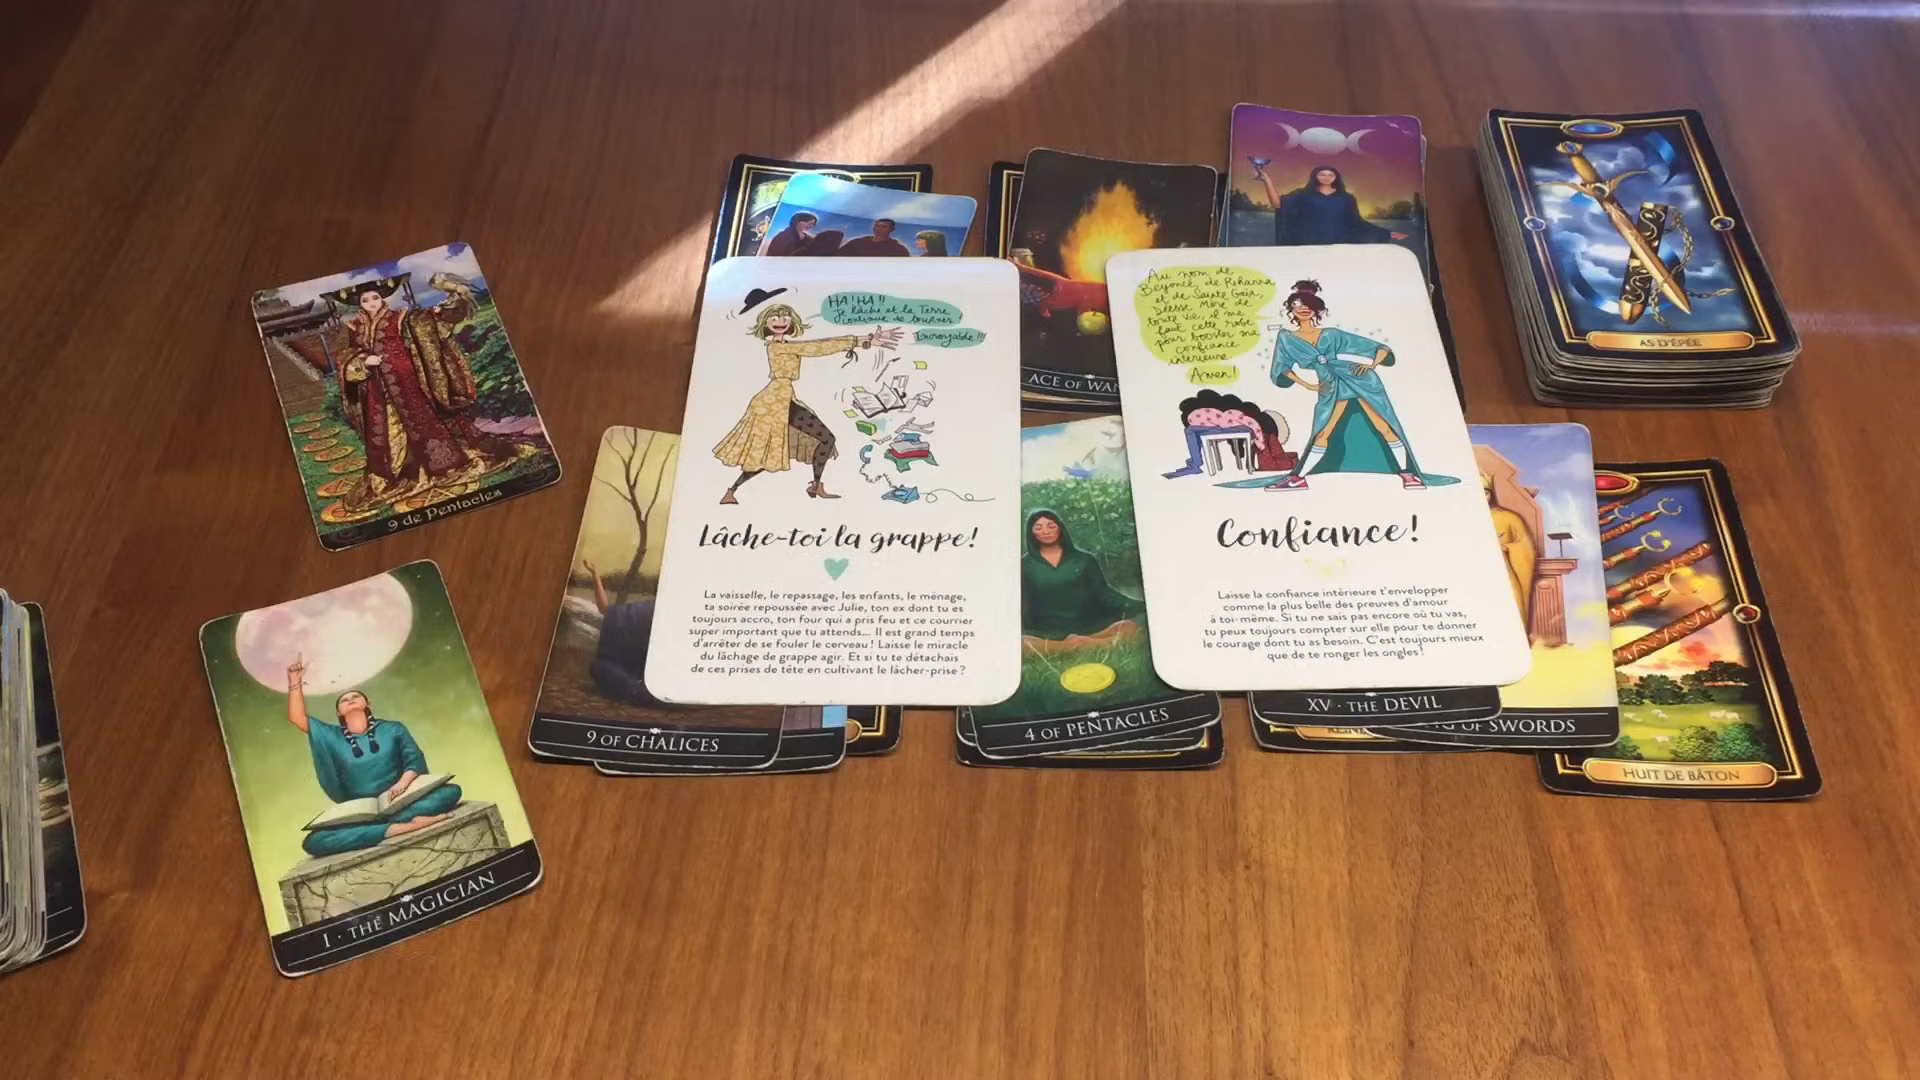 AS D'ÉPÉE
HA! HA!!
Je lâche et la Terre
continue de tourner!
Incroyable!!!
Au nom de
Beyoncé, de Rihanna
et de Sainte Gaïa,
Déesse Mère de
toute vie, il me
faut cette robe
pour booster ma
confiance
intérieure
Amen!
ACE OF WAN
9 de Pentacles
Lâche-toi la grappe!
La vaisselle, le repassage, les enfants, le ménage,
ta soirée repoussée avec Julie, ton ex dont tu es
toujours accro, ton four qui a pris feu et ce courrier
super important que tu attends... Il est grand temps
d'arrêter de se fouler le cerveau! Laisse le miracle
du lâchage de grappe agir. Et si tu te détachais
de ces prises de tête en cultivant le lâcher-prise ?
Confiance!
Laisse la confiance intérieure t'envelopper
comme la plus belle des preuves d'amour
à toi-même. Si tu ne sais pas encore où tu vas,
tu peux toujours compter sur elle pour te donner
le courage dont tu as besoin. C'est toujours mieux
que de te ronger les ongles!
9 OF CHALICES
4 OF PENTACLES
XV · THE DEVIL
OF SWORDS
HUIT DE BÂTON
I · THE MAGICIAN